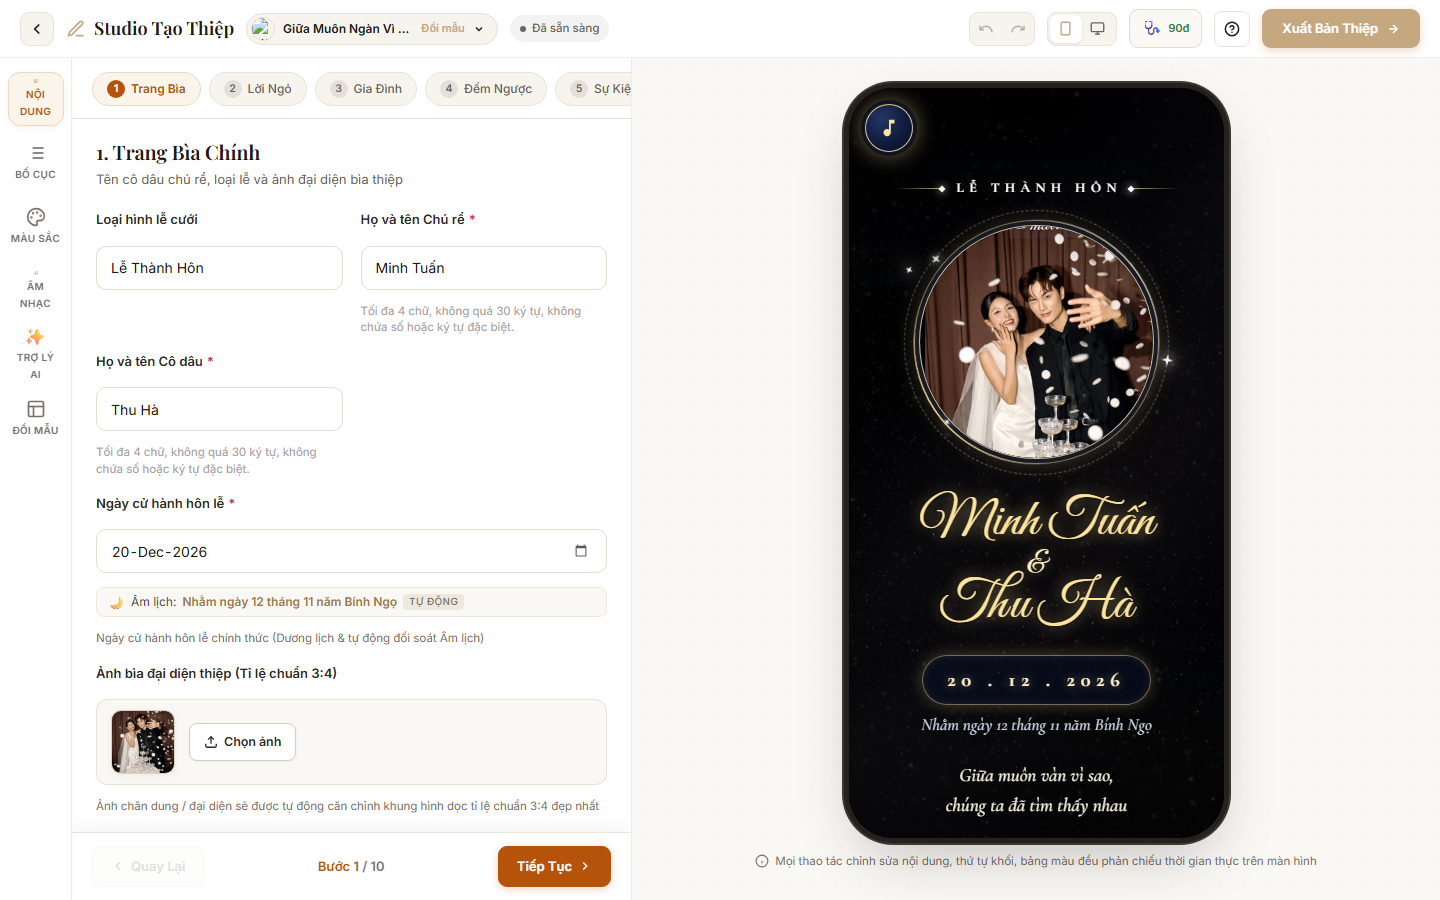 Studio Tạo Thiệp
Giữa Muôn Ngàn Vì ...
Đổi mẫu
Đã sẵn sàng
90đ
Xuất Bản Thiệp
NỘI
DUNG
BỐ CỤC
MÀU SẮC
ÂM
NHẠC
TRỢ LÝ
AI
ĐỔI MẪU
1 Trang Bìa
2 Lời Ngỏ
3 Gia Đình
4 Đếm Ngược
5 Sự Kiệ
1. Trang Bìa Chính
Tên cô dâu chú rể, loại lễ và ảnh đại diện bìa thiệp
Loại hình lễ cưới
Lễ Thành Hôn
Họ và tên Chú rể *
Minh Tuấn
Tối đa 4 chữ, không quá 30 ký tự, không
chứa số hoặc ký tự đặc biệt.
Họ và tên Cô dâu *
Thu Hà
Tối đa 4 chữ, không quá 30 ký tự, không
chứa số hoặc ký tự đặc biệt.
Ngày cử hành hôn lễ *
20-Dec-2026
Âm lịch: Nhằm ngày 12 tháng 11 năm Bính Ngọ TỰ ĐỘNG
Ngày cử hành hôn lễ chính thức (Dương lịch & tự động đối soát Âm lịch)
Ảnh bìa đại diện thiệp (Tỉ lệ chuẩn 3:4)
Chọn ảnh
Ảnh chân dung / đại diện sẽ được tự động căn chỉnh khung hình dọc tỉ lệ chuẩn 3:4 đẹp nhất
Quay Lại
Bước 1 / 10
Tiếp Tục
LỄ THÀNH HÔN
Minh Tuấn
&
Thu Hà
20 . 12 . 2026
Nhằm ngày 12 tháng 11 năm Bính Ngọ
Giữa muôn vàn vì sao,
chúng ta đã tìm thấy nhau
Mọi thao tác chỉnh sửa nội dung, thứ tự khối, bảng màu đều phản chiếu thời gian thực trên màn hình